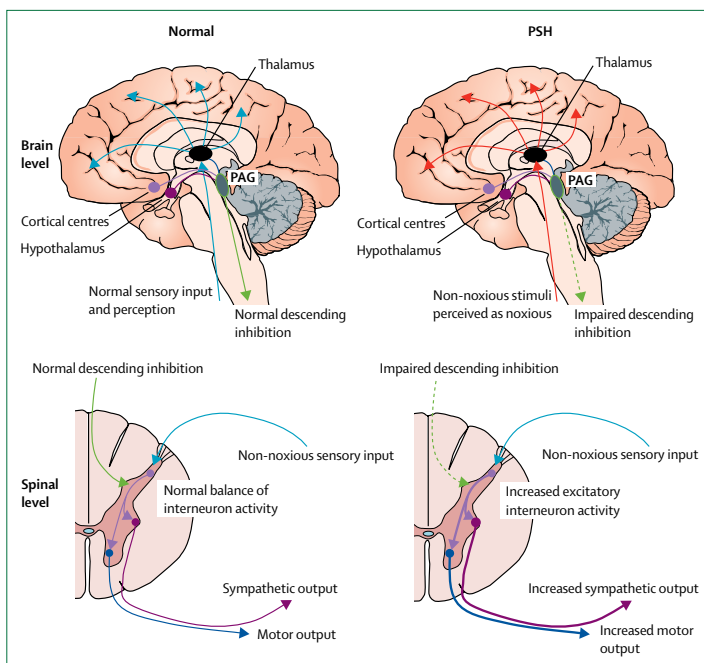 Normal
PSH
Thalamus
Thalamus
Brain
level
PAG
PAG
Cortical centres
Hypothalamus
Cortical centres
Hypothalamus
Normal sensory input
and perception
Normal descending
inhibition
Non-noxious stimuli
perceived as noxious
Impaired descending
inhibition
Normal descending inhibition
Impaired descending inhibition
Non-noxious sensory input
Non-noxious sensory input
Spinal
level
Normal balance of
interneuron activity
Increased excitatory
interneuron activity
Sympathetic output
Motor output
Increased sympathetic output
Increased motor
output